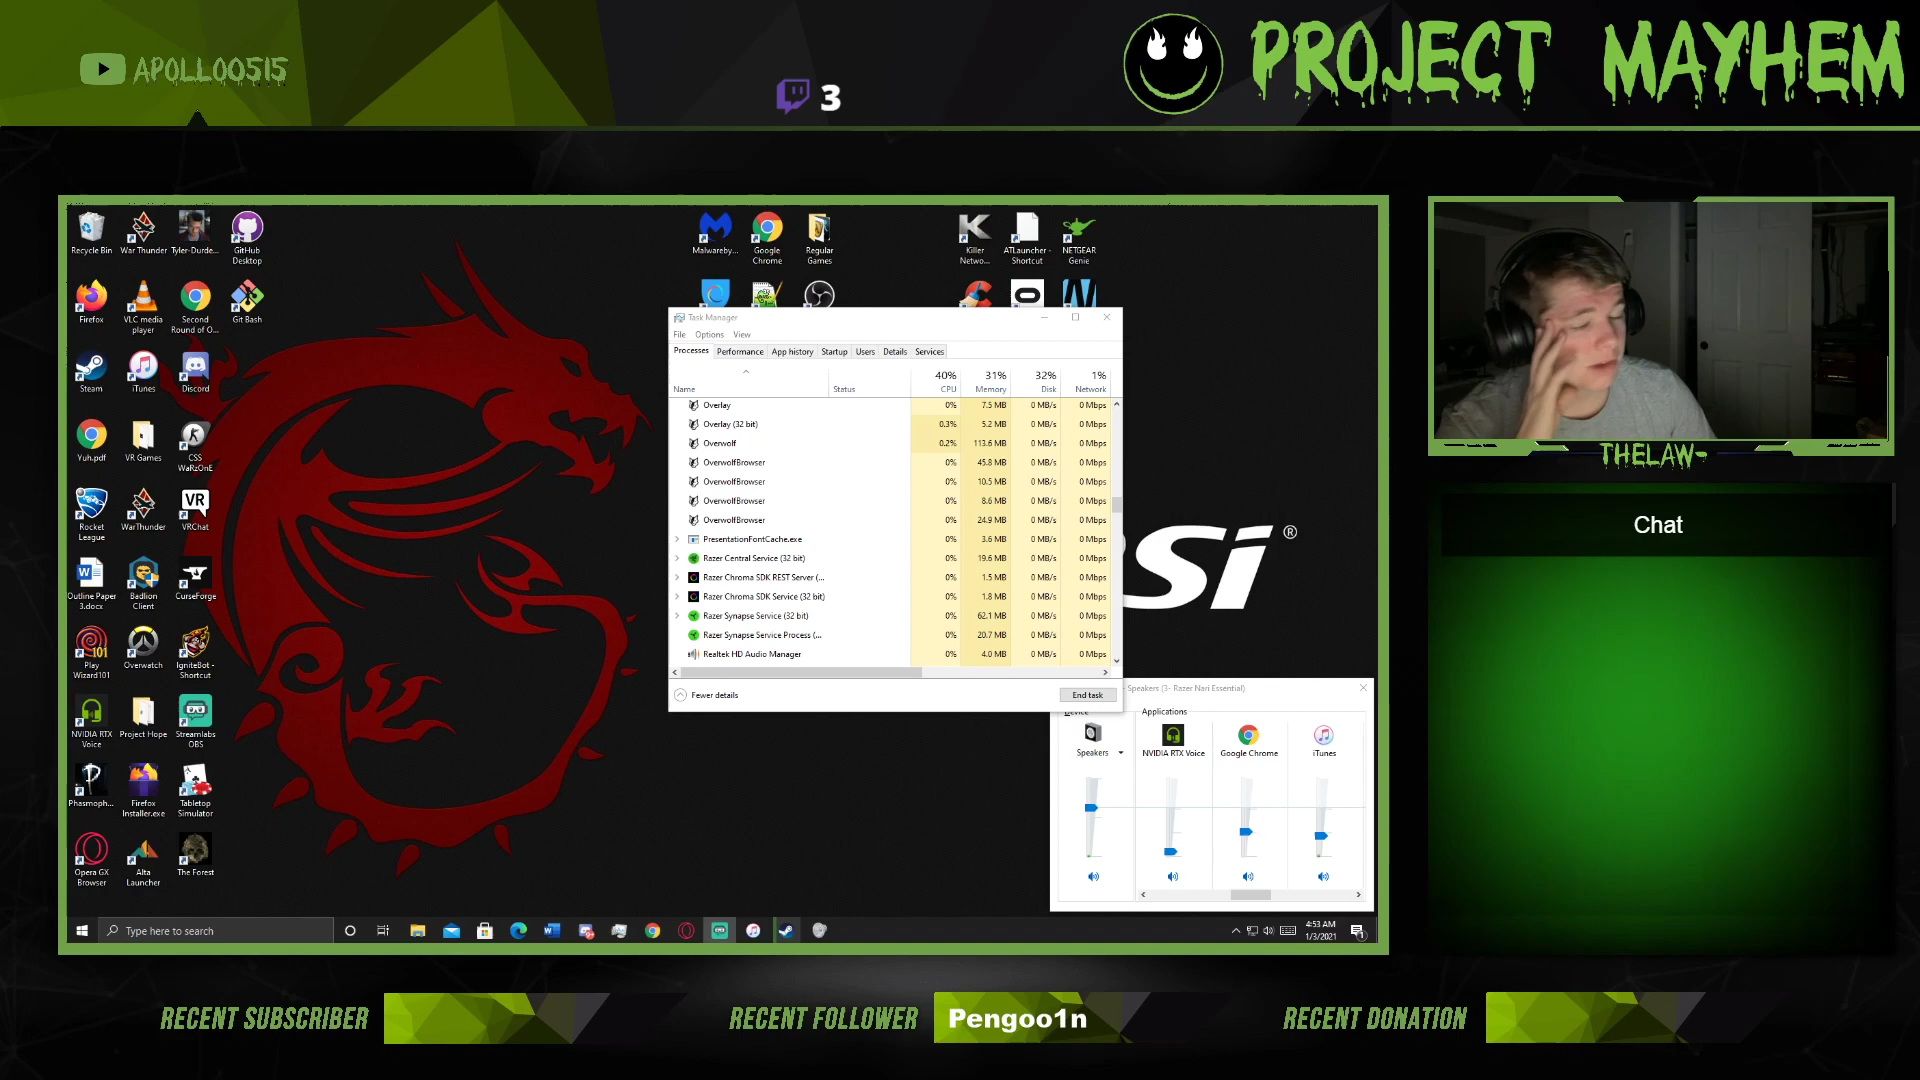 APOLLO0515
3
PROJECT MAYHEM
Recycle Bin
War Thunder
Tyler-Durde...
GitHub Desktop
Malwareby...
Google Chrome
Regular Games
Killer Netwo...
ATLauncher - Shortcut
NETGEAR Genie
Firefox
VLC media player
Second Round of O...
Git Bash
Steam
iTunes
Discord
Yuh.pdf
VR Games
CSS WaRzOnE
Rocket League
WarThunder
VRChat
Outline Paper 3.docx
Badlion Client
CurseForge
Play Wizard101
Overwatch
IgniteBot - Shortcut
NVIDIA RTX Voice
Project Hope
Streamlabs OBS
Phasmoph...
Firefox Installer.exe
Tabletop Simulator
Opera GX Browser
Alta Launcher
The Forest
Task Manager
File Options View
Processes Performance App history Startup Users Details Services
40% 31% 32% 1%
Name Status CPU Memory Disk Network
Overlay 0% 7.5 MB 0 MB/s 0 Mbps
Overlay (32 bit) 0.3% 5.2 MB 0 MB/s 0 Mbps
Overwolf 0.2% 113.6 MB 0 MB/s 0 Mbps
OverwolfBrowser 0% 45.8 MB 0 MB/s 0 Mbps
OverwolfBrowser 0% 10.5 MB 0 MB/s 0 Mbps
OverwolfBrowser 0% 8.6 MB 0 MB/s 0 Mbps
OverwolfBrowser 0% 24.9 MB 0 MB/s 0 Mbps
PresentationFontCache.exe 0% 3.6 MB 0 MB/s 0 Mbps
Razer Central Service (32 bit) 0% 19.6 MB 0 MB/s 0 Mbps
Razer Chroma SDK REST Server (... 0% 1.5 MB 0 MB/s 0 Mbps
Razer Chroma SDK Service (32 bit) 0% 1.8 MB 0 MB/s 0 Mbps
Razer Synapse Service (32 bit) 0% 62.1 MB 0 MB/s 0 Mbps
Razer Synapse Service Process (... 0% 20.7 MB 0 MB/s 0 Mbps
Realtek HD Audio Manager 0% 4.0 MB 0 MB/s 0 Mbps
Fewer details
End task
si ®
- Speakers (3- Razer Nari Essential)
Device Applications
Speakers
NVIDIA RTX Voice
Google Chrome
iTunes
Type here to search
4:53 AM
1/3/2021
THELAW-
Chat
RECENT SUBSCRIBER
RECENT FOLLOWER
Pengoo1n
RECENT DONATION